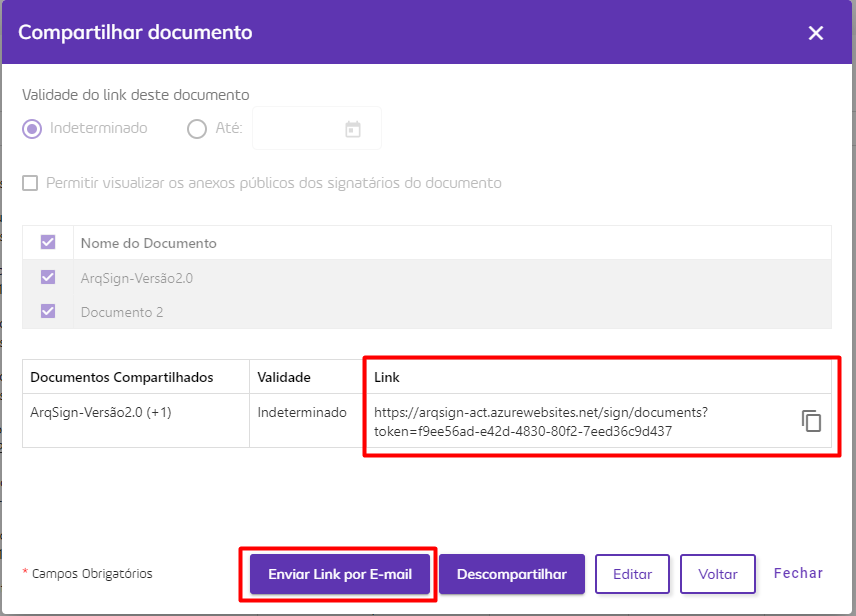 Compartilhar documento
Validade do link deste documento
Indeterminado Até:
Permitir visualizar os anexos públicos dos signatários do documento
Nome do Documento
ArqSign-Versão2.0
Documento 2
Documentos Compartilhados Validade Link
ArqSign-Versão2.0 (+1) Indeterminado https://arqsign-act.azurewebsites.net/sign/documents?
token=f9ee56ad-e42d-4830-80f2-7eed36c9d437
* Campos Obrigatórios Enviar Link por E-mail Descompartilhar Editar Voltar Fechar